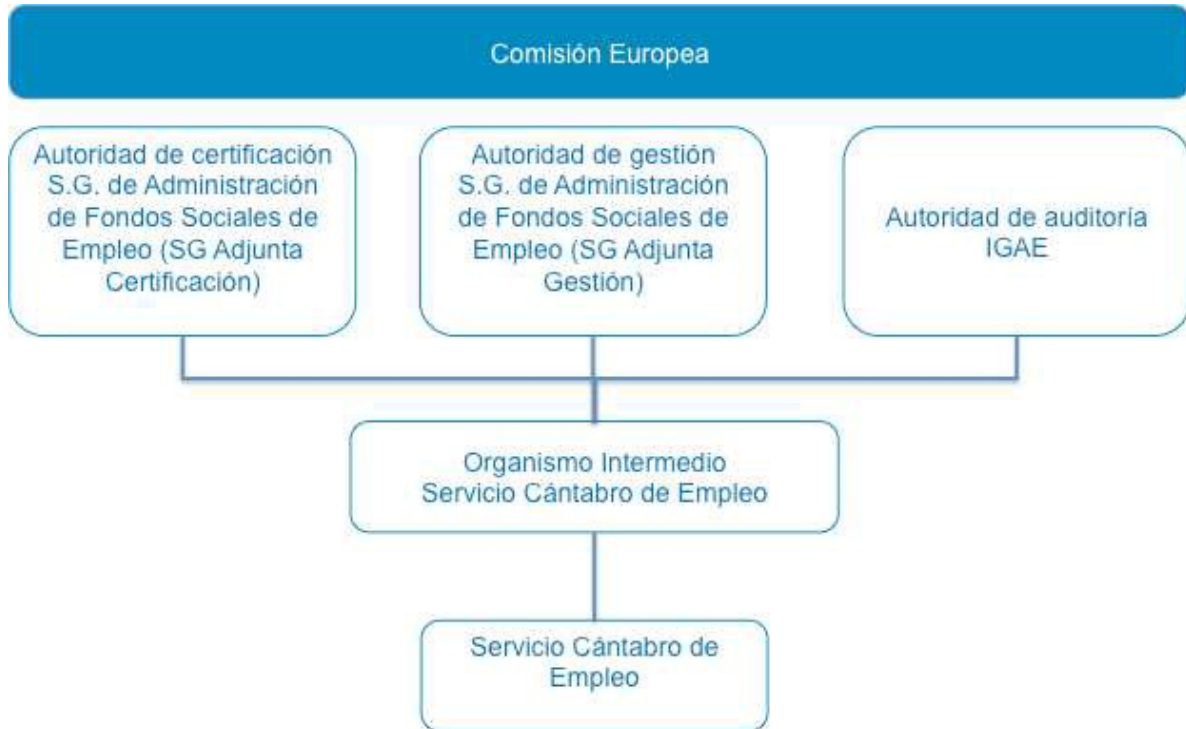 Comisión Europea
Autoridad de certificación
S.G. de Administración
de Fondos Sociales de
Empleo (SG Adjunta
Certificación)
Autoridad de gestión
S.G. de Administración
de Fondos Sociales de
Empleo (SG Adjunta
Gestión)
Autoridad de auditoría
IGAE
Organismo Intermedio
Servicio Cántabro de Empleo
Servicio Cántabro de
Empleo